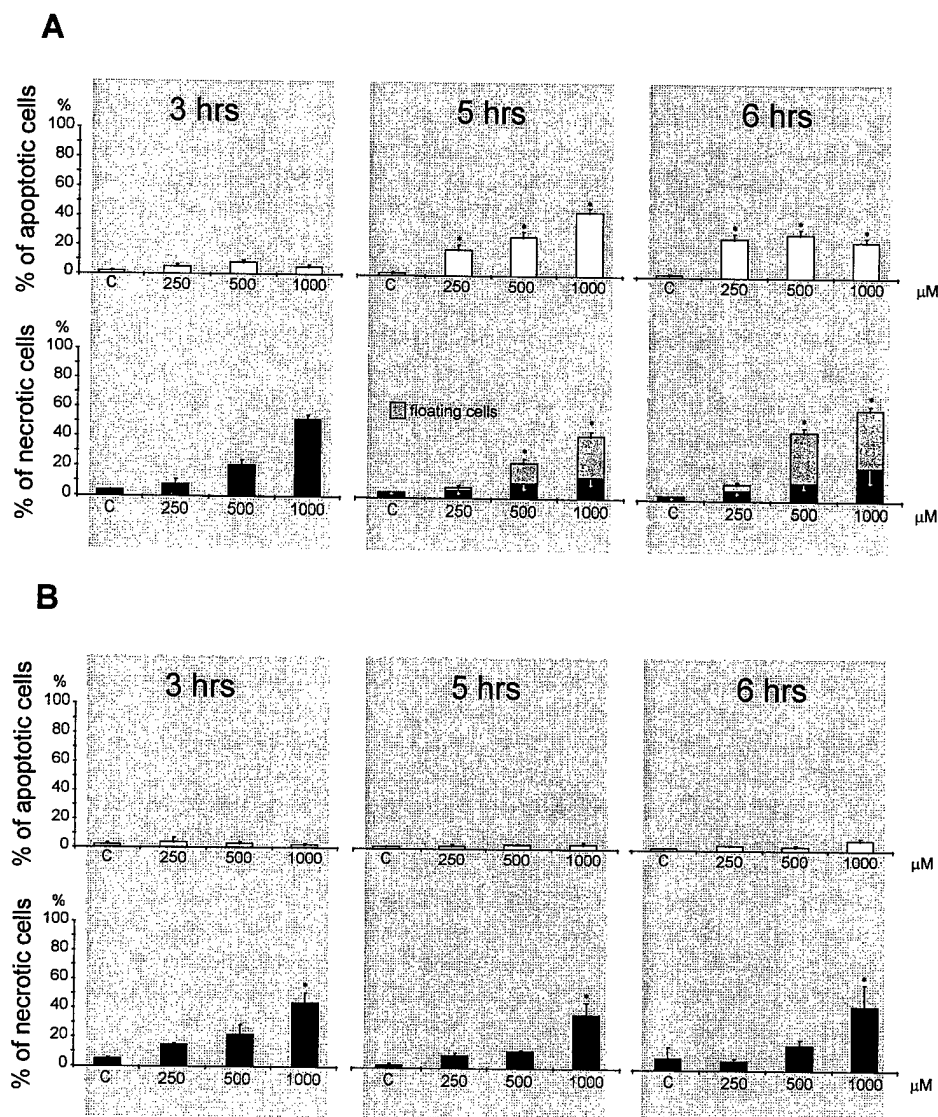 A
3 hrs
5 hrs
6 hrs
% of apoptotic cells
%
100
80
60
40
20
0
C 250 500 1000
C 250 500 1000
C 250 500 1000 μM
% of necrotic cells
%
100
80
60
40
20
0
floating cells
C 250 500 1000
C 250 500 1000
C 250 500 1000 μM
B
3 hrs
5 hrs
6 hrs
% of apoptotic cells
%
100
80
60
40
20
0
C 250 500 1000
C 250 500 1000
C 250 500 1000 μM
% of necrotic cells
%
100
80
60
40
20
0
C 250 500 1000
C 250 500 1000
C 250 500 1000 μM